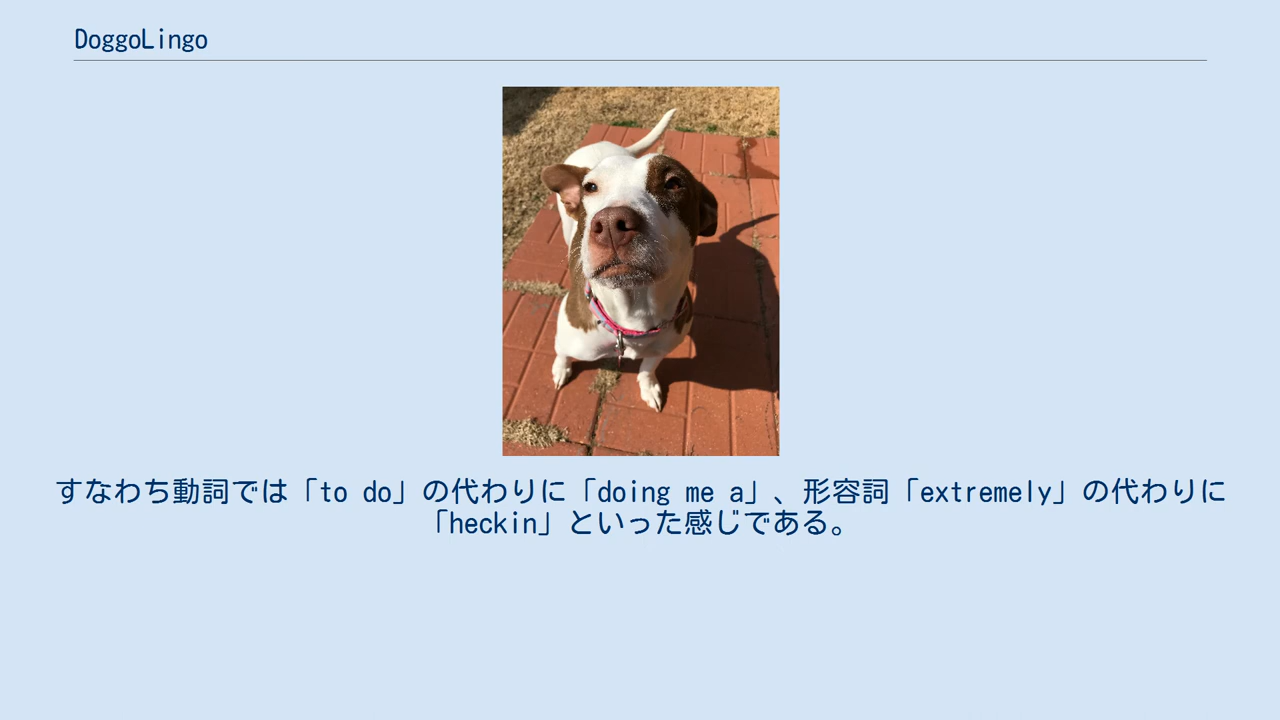 DoggoLingo
すなわち動詞では「to do」の代わりに「doing me a」、形容詞「extremely」の代わりに
「heckin」といった感じである。